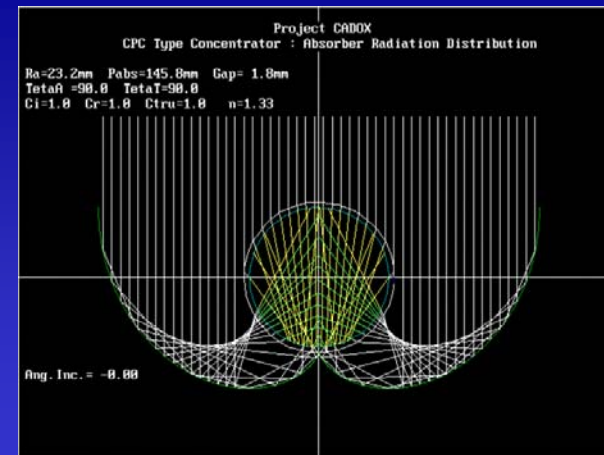 Project CADOX
CPC Type Concentrator : Absorber Radiation Distribution
Ra=23.2mm Pabs=145.8mm Gap= 1.8mm
TetaA =90.0 TetaT=90.0
Ci=1.0 Cr=1.0 Ctru=1.0 n=1.33
Ang.Inc.= -0.00